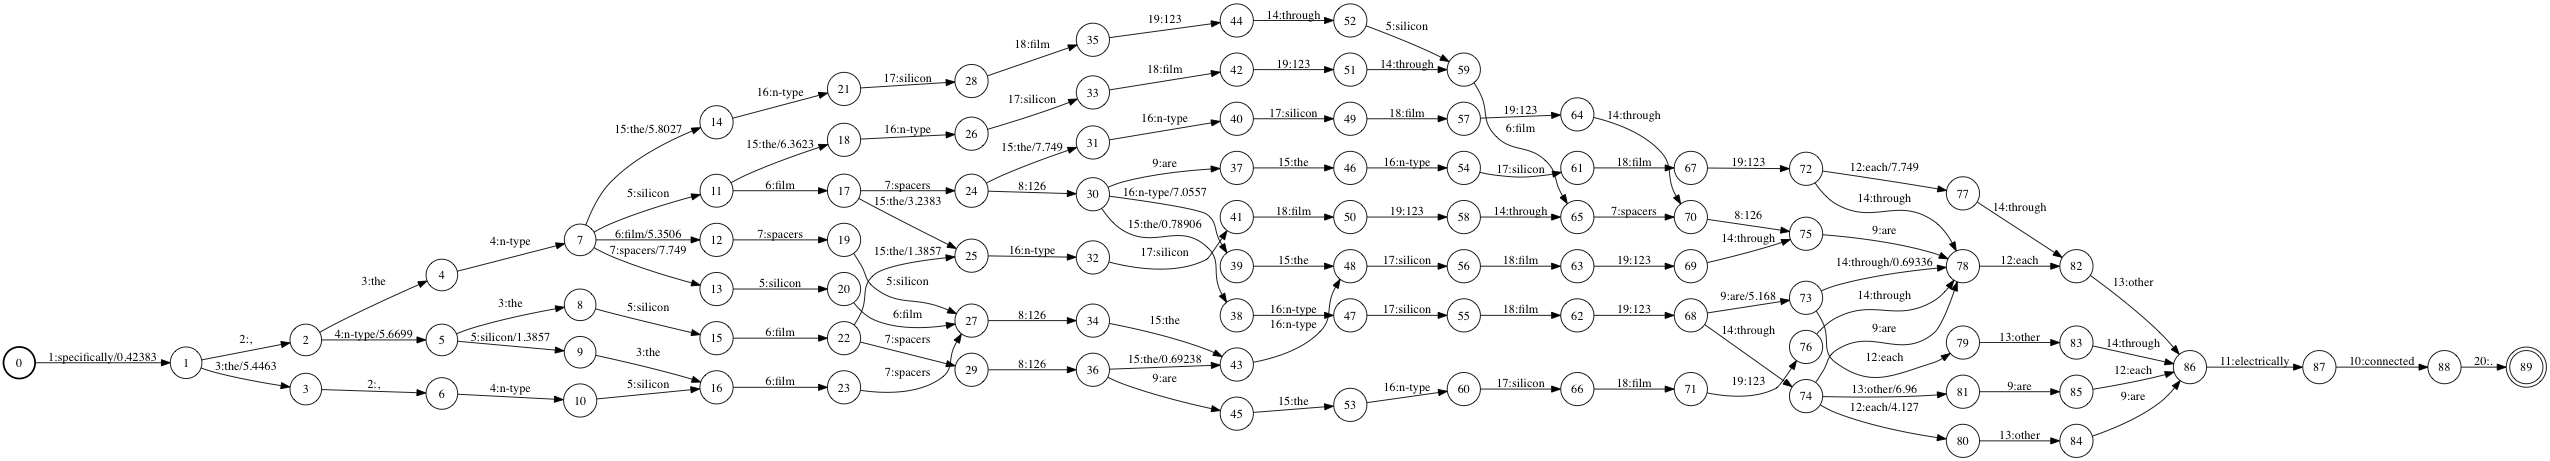 44 52
19:123 14:through
35 5:silicon
18:film
28 59
17:silicon
21 42 51
16:n-type 18:film 19:123 14:through
14 33
15:the/5.8027 17:silicon
18 26 40 49 57 64
15:the/6.3623 16:n-type 16:n-type 17:silicon 18:film 19:123 14:through
31 6:film
15:the/7.749
37 46 54 61 67 72
9:are 15:the 16:n-type 17:silicon 18:film 19:123 12:each/7.749
11 17 24 30 77
5:silicon 6:film 7:spacers 8:126 16:n-type/7.0557 14:through 14:through
15:the/3.2383 15:the/0.78906
41 50 58 65 70 75
18:film 19:123 14:through 7:spacers 8:126 9:are
7 12 19
4:n-type 6:film/5.3506 7:spacers 14:through
7:spacers/7.749
25 32
15:the/1.3857 16:n-type 17:silicon
39 48 56 63 69 78 82
15:the 17:silicon 18:film 19:123 14:through/0.69336 12:each 13:other
4 13 20
3:the 5:silicon 5:silicon
8 22 27 34 38 47 55 62 68 73
3:the 6:film 8:126 15:the 16:n-type 17:silicon 18:film 19:123 9:are/5.168 14:through
16:n-type 14:through 9:are
2 5 15
2:, 4:n-type/5.6699 5:silicon 6:film 7:spacers
76 79 83
12:each 13:other 14:through
0 1 9 29 36 43 86 87 88 89
1:specifically/0.42383 5:silicon/1.3857 3:the 8:126 15:the/0.69238 11:electrically 10:connected 20:.
3:the/5.4463 7:spacers 9:are 12:each
3 6 10 16 23
2:, 4:n-type 5:silicon 6:film
45 53 60 66 71 74 81 85
15:the 16:n-type 17:silicon 18:film 19:123 13:other/6.96 9:are 9:are
12:each/4.127
80 84
13:other